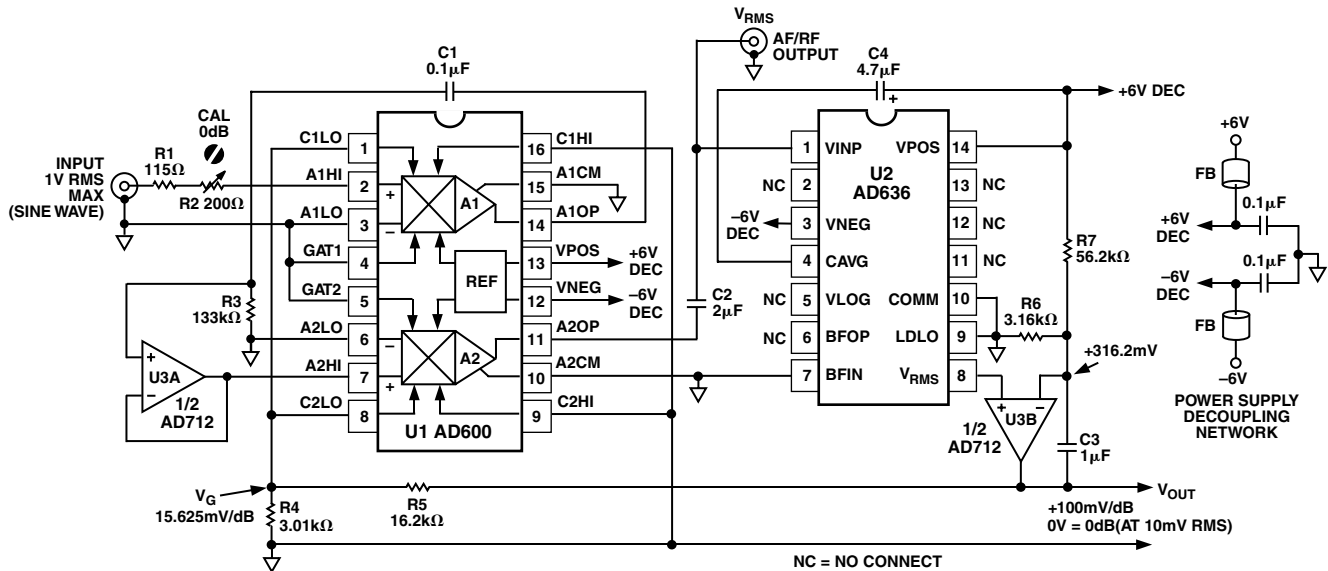 V_RMS
AF/RF
OUTPUT
C1
0.1µF
C4
4.7µF
+
+6V DEC
CAL
0dB
INPUT
1V RMS
MAX
(SINE WAVE)
R1
115Ω
R2 200Ω
C1LO
A1HI
A1LO
GAT1
GAT2
A2LO
A2HI
C2LO
1
2
3
4
5
6
7
8
+
–
–
+
A1
REF
A2
U1 AD600
16
15
14
13
12
11
10
9
C1HI
A1CM
A1OP
VPOS
VNEG
A2OP
A2CM
C2HI
+6V
DEC
–6V
DEC
R3
133kΩ
+
U3A
–
1/2
AD712
C2
2µF
NC
–6V
DEC
NC
NC
1
2
3
4
5
6
7
VINP
VNEG
CAVG
VLOG
BFOP
BFIN
U2
AD636
VPOS
COMM
LDLO
V_RMS
14
13
12
11
10
9
8
NC
NC
NC
R6
3.16kΩ
R7
56.2kΩ
+316.2mV
+ –
U3B
1/2
AD712
C3
1µF
+6V
FB
0.1µF
+6V
DEC
0.1µF
–6V
DEC
FB
–6V
POWER SUPPLY
DECOUPLING
NETWORK
V_G
15.625mV/dB
R4
3.01kΩ
R5
16.2kΩ
V_OUT
+100mV/dB
0V = 0dB(AT 10mV RMS)
NC = NO CONNECT